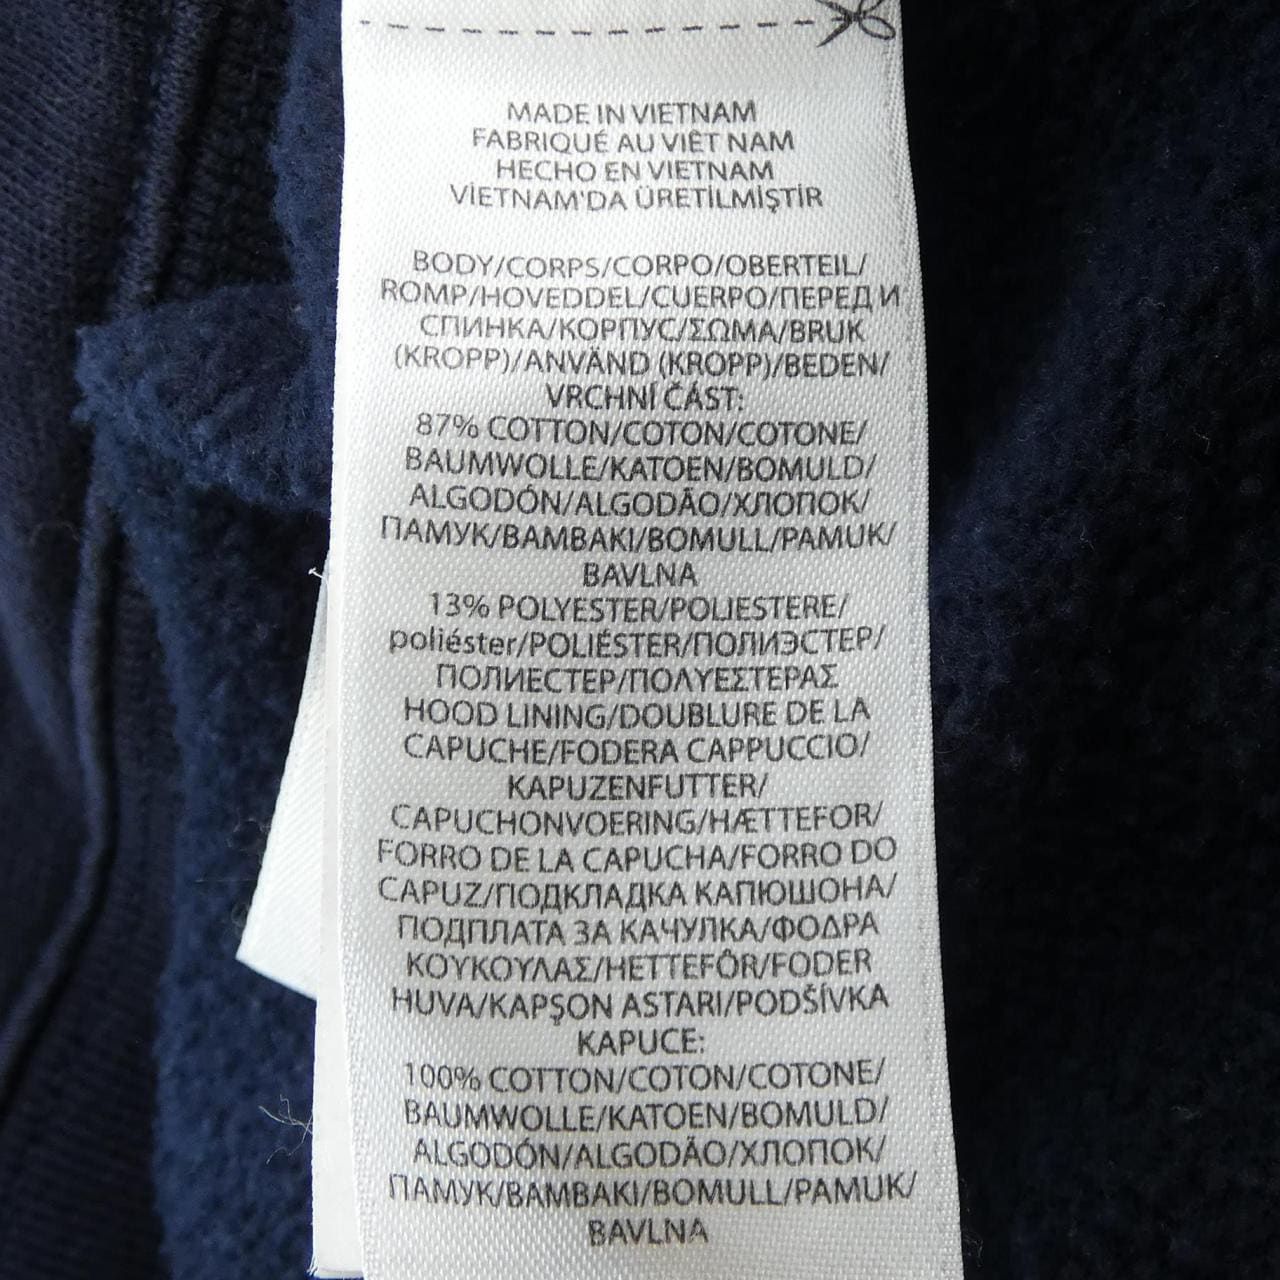 MADE IN VIETNAM
FABRIQUÉ AU VIÊT NAM
HECHO EN VIETNAM
VİETNAM'DA ÜRETİLMİŞTİR
BODY/CORPS/CORPO/OBERTEIL/
ROMP/HOVEDDEL/CUERPO/ПЕРЕД И
СПИНКА/КОРПУС/ΣΩΜΑ/BRUK
(KROPP)/ANVÄND (KROPP)/BEDEN/
VRCHNÍ ČÁST:
87% COTTON/COTON/COTONE/
BAUMWOLLE/KATOEN/BOMULD/
ALGODÓN/ALGODÃO/ХЛОПОК/
ПАМУК/BAMBAKI/BOMULL/PAMUK/
BAVLNA
13% POLYESTER/POLIESTERE/
poliéster/POLIÉSTER/ПОЛИЭСТЕР/
ПОЛИЕСТЕР/ΠΟΛΥΕΣΤΕΡΑΣ
HOOD LINING/DOUBLURE DE LA
CAPUCHE/FODERA CAPPUCCIO/
KAPUZENFUTTER/
CAPUCHONVOERING/HÆTTEFOR/
FORRO DE LA CAPUCHA/FORRO DO
CAPUZ/ПОДКЛАДКА КАПЮШОНА/
ПОДПЛАТА ЗА КАЧУЛКА/ΦΟΔΡΑ
ΚΟΥΚΟΥΛΑΣ/HETTEFÔR/FODER
HUVA/KAPŞON ASTARI/PODŠÍVKA
KAPUCE:
100% COTTON/COTON/COTONE/
BAUMWOLLE/KATOEN/BOMULD/
ALGODÓN/ALGODÃO/ХЛОПОК/
ПАМУК/BAMBAKI/BOMULL/PAMUK/
BAVLNA